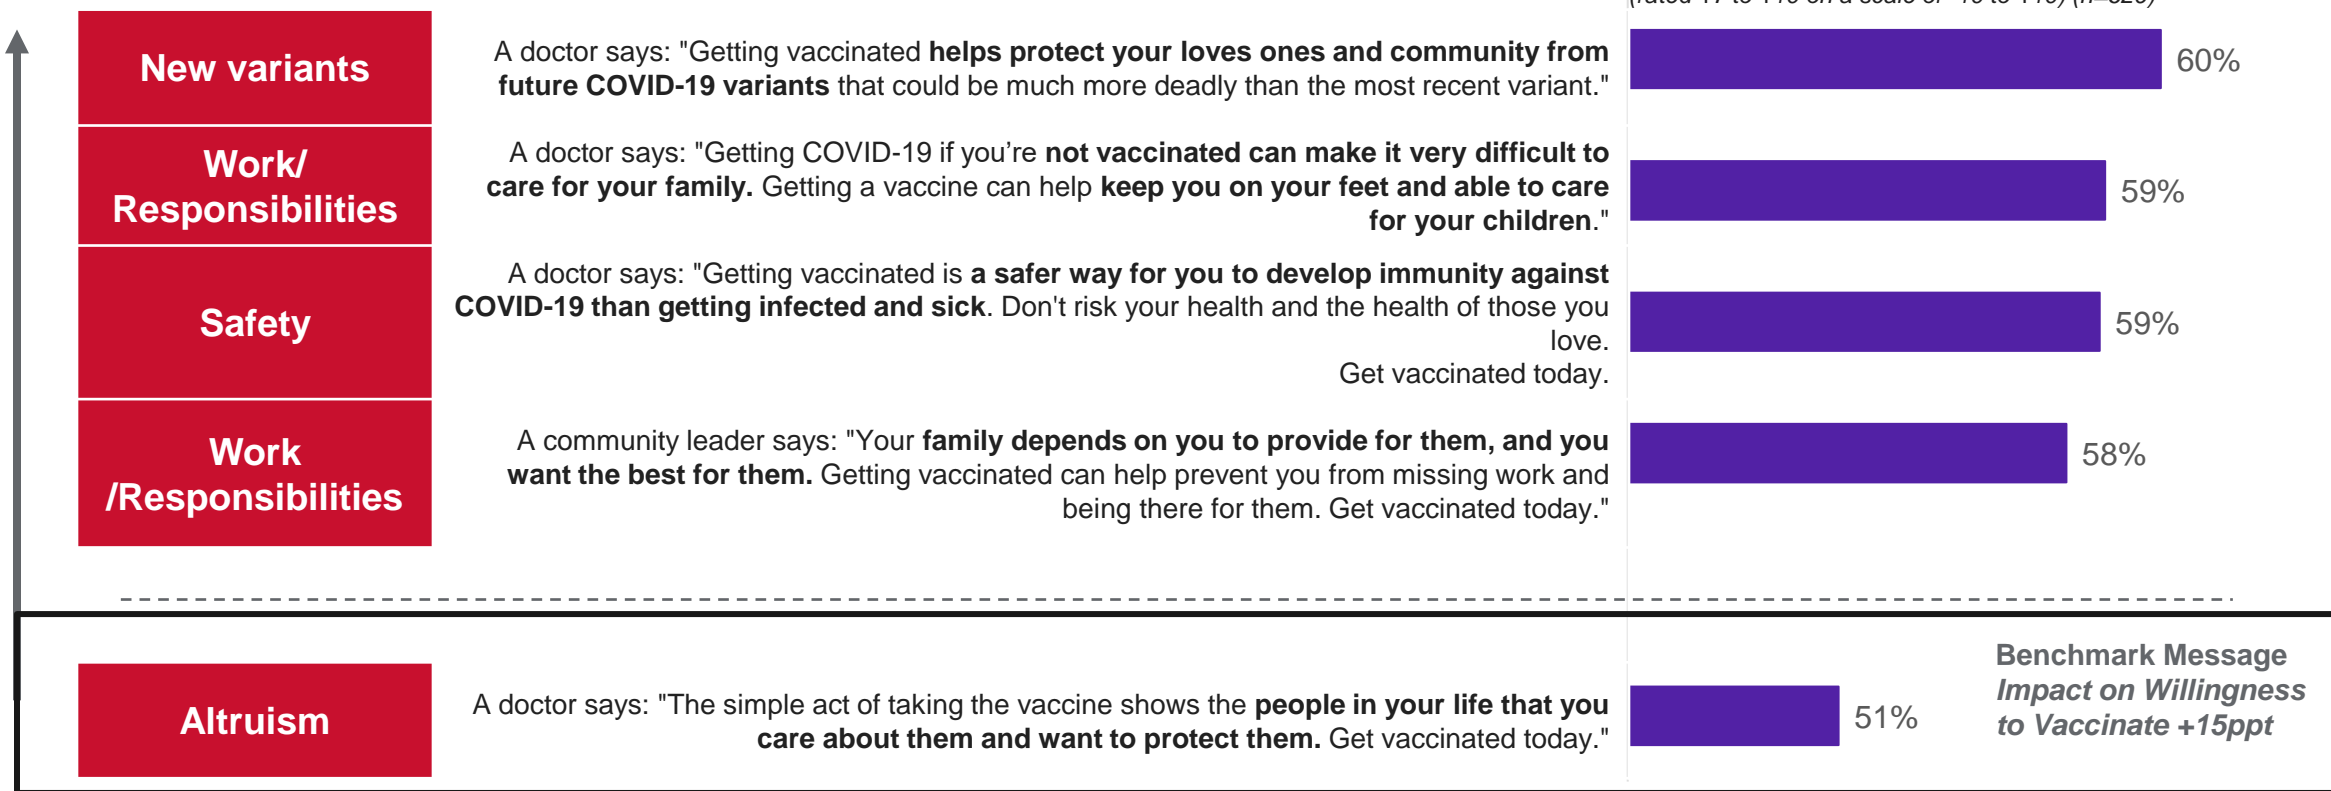 New variants
A doctor says: "Getting vaccinated helps protect your loves ones and community from
future COVID-19 variants that could be much more deadly than the most recent variant."
60%
Work/
Responsibilities
A doctor says: "Getting COVID-19 if you’re not vaccinated can make it very difficult to
care for your family. Getting a vaccine can help keep you on your feet and able to care
for your children."
59%
Safety
A doctor says: "Getting vaccinated is a safer way for you to develop immunity against
COVID-19 than getting infected and sick. Don't risk your health and the health of those you
love.
Get vaccinated today.
59%
Work
/Responsibilities
A community leader says: "Your family depends on you to provide for them, and you
want the best for them. Getting vaccinated can help prevent you from missing work and
being there for them. Get vaccinated today."
58%
Altruism
A doctor says: "The simple act of taking the vaccine shows the people in your life that you
care about them and want to protect them. Get vaccinated today."
51%
Benchmark Message
Impact on Willingness
to Vaccinate +15ppt